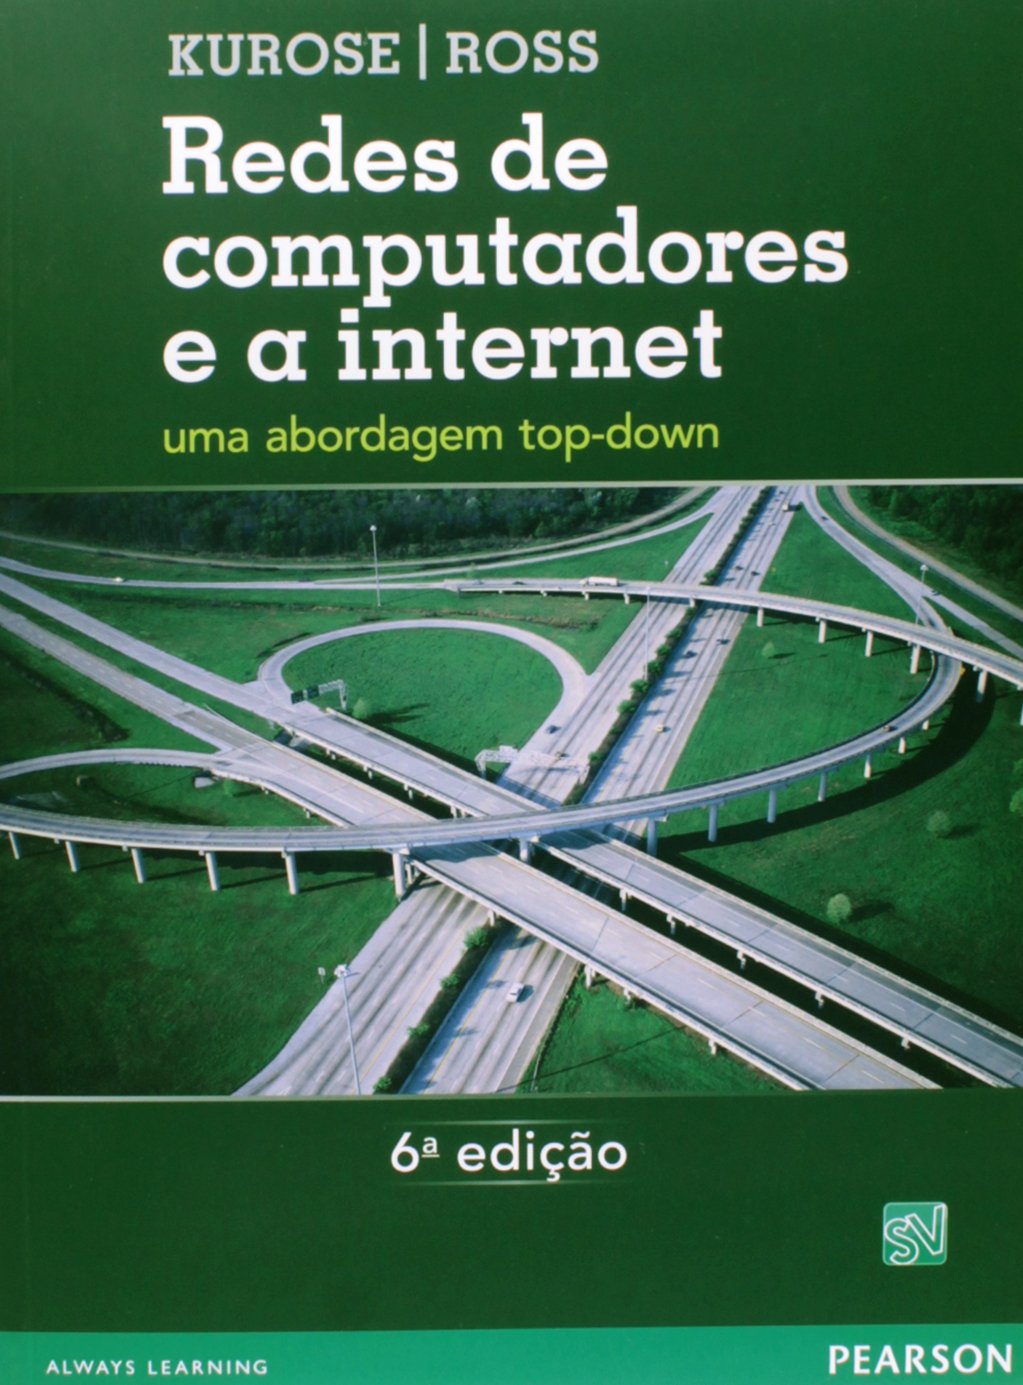 KUROSE | ROSS
Redes de
computadores
e a internet
uma abordagem top-down
6ª edição
SV
ALWAYS LEARNING
PEARSON